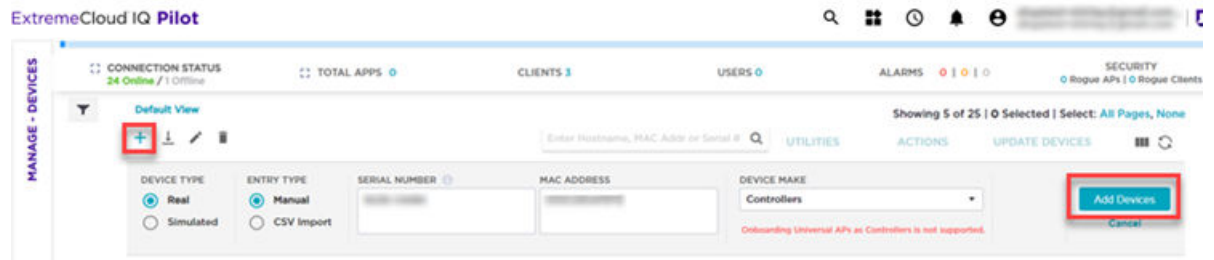 ExtremeCloud IQ Pilot
MANAGE - DEVICES
CONNECTION STATUS
24 Online / 1 Offline
TOTAL APPS 0
CLIENTS 3
USERS 0
ALARMS 0 | 0 | 0
SECURITY
0 Rogue APs | 0 Rogue Clients
Default View
Showing 5 of 25 | 0 Selected | Select: All Pages, None
Enter Hostname, MAC Addr or Serial #
UTILITIES
ACTIONS
UPDATE DEVICES
DEVICE TYPE
Real
Simulated
ENTRY TYPE
Manual
CSV Import
SERIAL NUMBER
MAC ADDRESS
DEVICE MAKE
Controllers
Onboarding Universal APs as Controllers is not supported.
Add Devices
Cancel